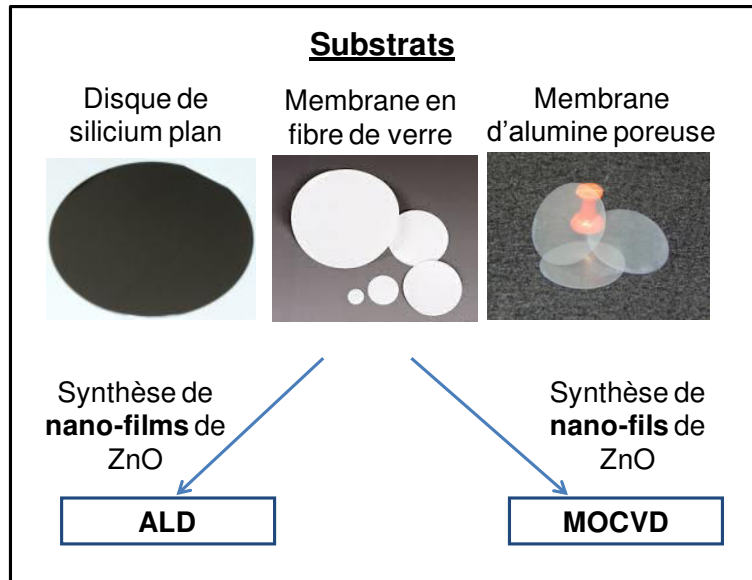 Substrats
Disque de
silicium plan
Membrane en
fibre de verre
Membrane
d'alumine poreuse
Synthèse de
nano-films de
ZnO
Synthèse de
nano-fils de
ZnO
ALD
MOCVD